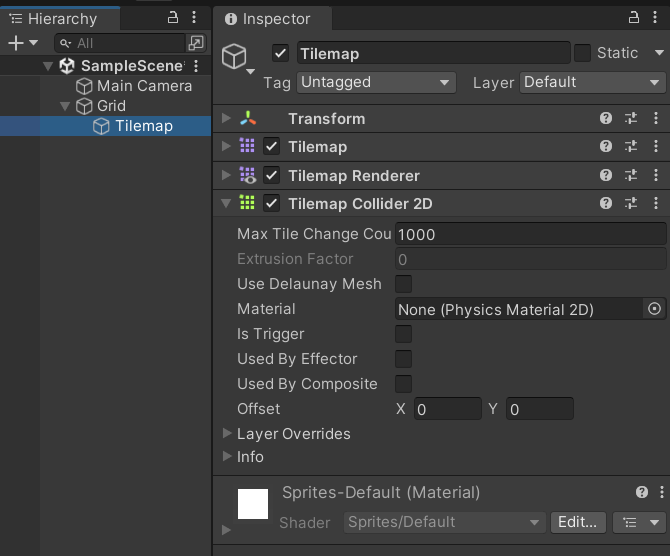 Hierarchy
All
SampleScene
Main Camera
Grid
Tilemap
Inspector
Tilemap
Static
Tag Untagged Layer Default
Transform
Tilemap
Tilemap Renderer
Tilemap Collider 2D
Max Tile Change Cou 1000
Extrusion Factor 0
Use Delaunay Mesh
Material None (Physics Material 2D)
Is Trigger
Used By Effector
Used By Composite
Offset X 0 Y 0
Layer Overrides
Info
Sprites-Default (Material)
Shader Sprites/Default Edit...